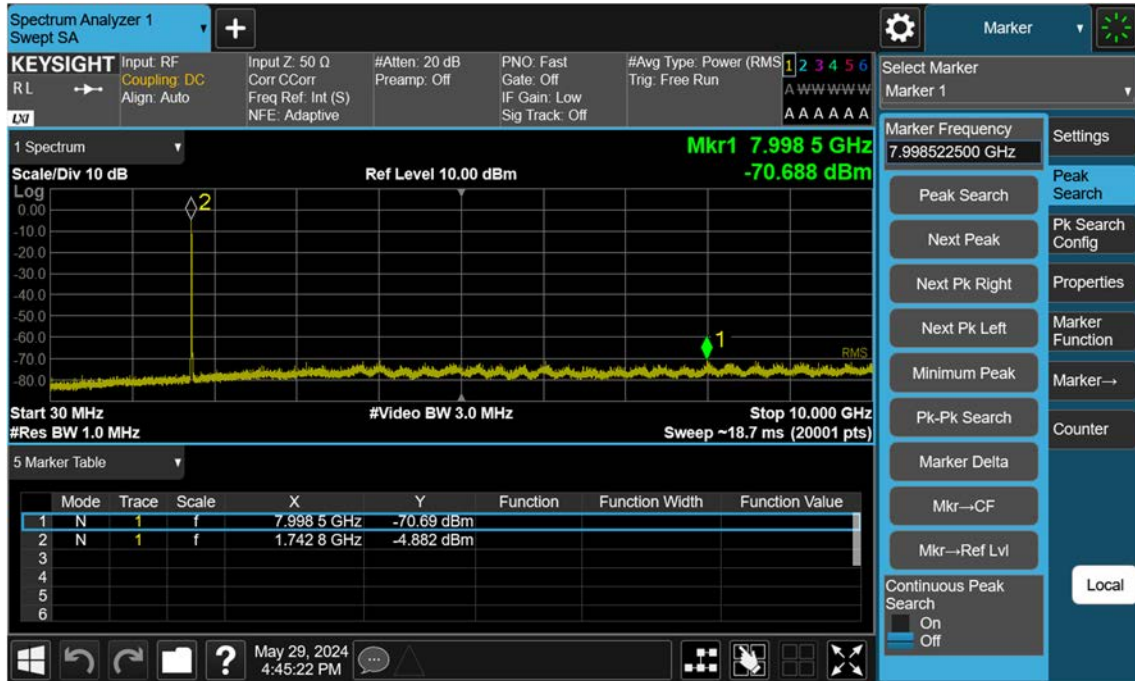 Spectrum Analyzer 1
Swept SA
+
Marker
KEYSIGHT
R L
LXI
Input: RF
Coupling: DC
Align: Auto
Input Z: 50 Ω
Corr CCorr
Freq Ref: Int (S)
NFE: Adaptive
#Atten: 20 dB
Preamp: Off
PNO: Fast
Gate: Off
IF Gain: Low
Sig Track: Off
#Avg Type: Power (RMS
Trig: Free Run
1 2 3 4 5 6
A W W W W W
A A A A A A
Select Marker
Marker 1
1 Spectrum
Mkr1 7.998 5 GHz
-70.688 dBm
Scale/Div 10 dB
Ref Level 10.00 dBm
Log
0.00
-10.0
-20.0
-30.0
-40.0
-50.0
-60.0
-70.0
-80.0
2
1
RMS
Start 30 MHz
#Video BW 3.0 MHz
Stop 10.000 GHz
#Res BW 1.0 MHz
Sweep ~18.7 ms (20001 pts)
5 Marker Table
Mode Trace Scale X Y Function Function Width Function Value
1 N 1 f 7.998 5 GHz -70.69 dBm
2 N 1 f 1.742 8 GHz -4.882 dBm
3
4
5
6
Marker Frequency
7.998522500 GHz
Peak Search
Next Peak
Next Pk Right
Next Pk Left
Minimum Peak
Pk-Pk Search
Marker Delta
Mkr→CF
Mkr→Ref Lvl
Continuous Peak
Search
On
Off
Settings
Peak
Search
Pk Search
Config
Properties
Marker
Function
Marker→
Counter
Local
?
May 29, 2024
4:45:22 PM